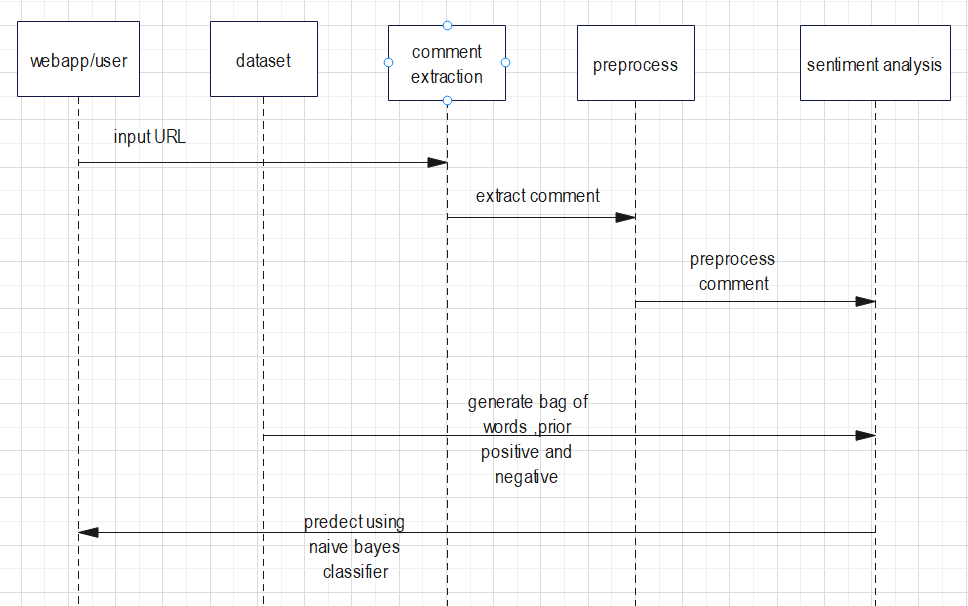 webapp/user
dataset
comment
extraction
preprocess
sentiment analysis
input URL
extract comment
preprocess
comment
generate bag of
words ,prior
positive and
negative
predect using
naive bayes
classifier